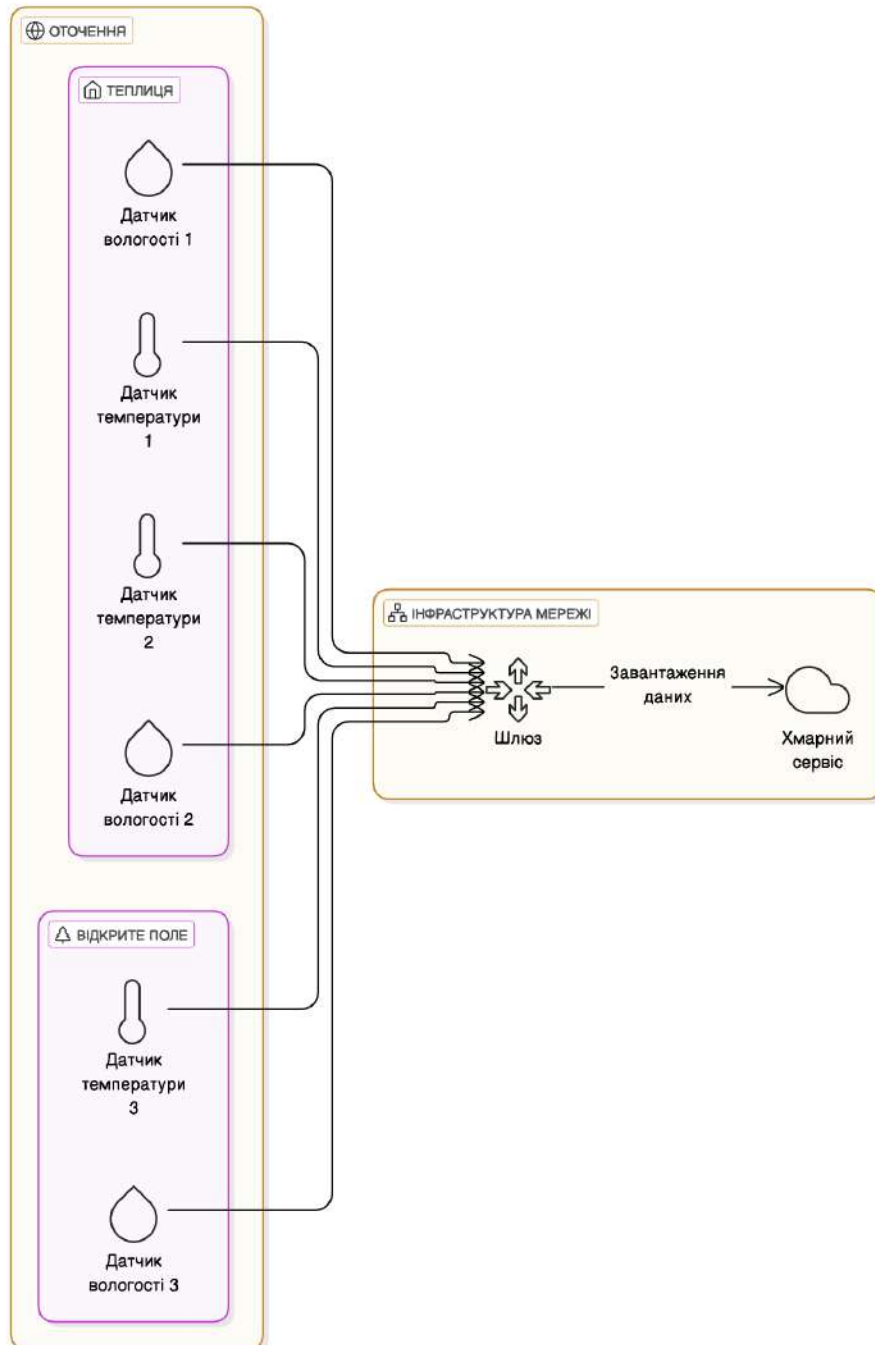 ОТОЧЕННЯ
ТЕПЛИЦЯ
Датчик
вологості 1
Датчик
температури
1
Датчик
температури
2
Датчик
вологості 2
ІНФРАСТРУКТУРА МЕРЕЖІ
Завантаження
даних
Шлюз
Хмарний
сервіс
ВІДКРИТЕ ПОЛЕ
Датчик
температури
3
Датчик
вологості 3